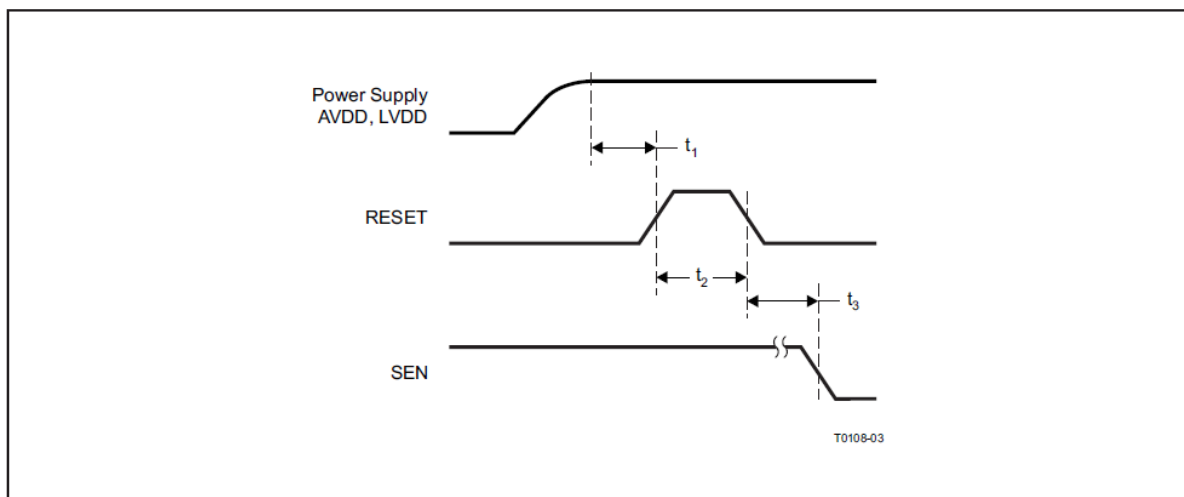 Power Supply
AVDD, LVDD
t1
RESET
t2
t3
SEN
T0108-03